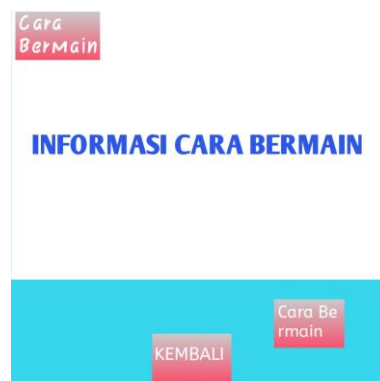 Cara
Bermain
INFORMASI CARA BERMAIN
Cara Be
rmain
KEMBALI